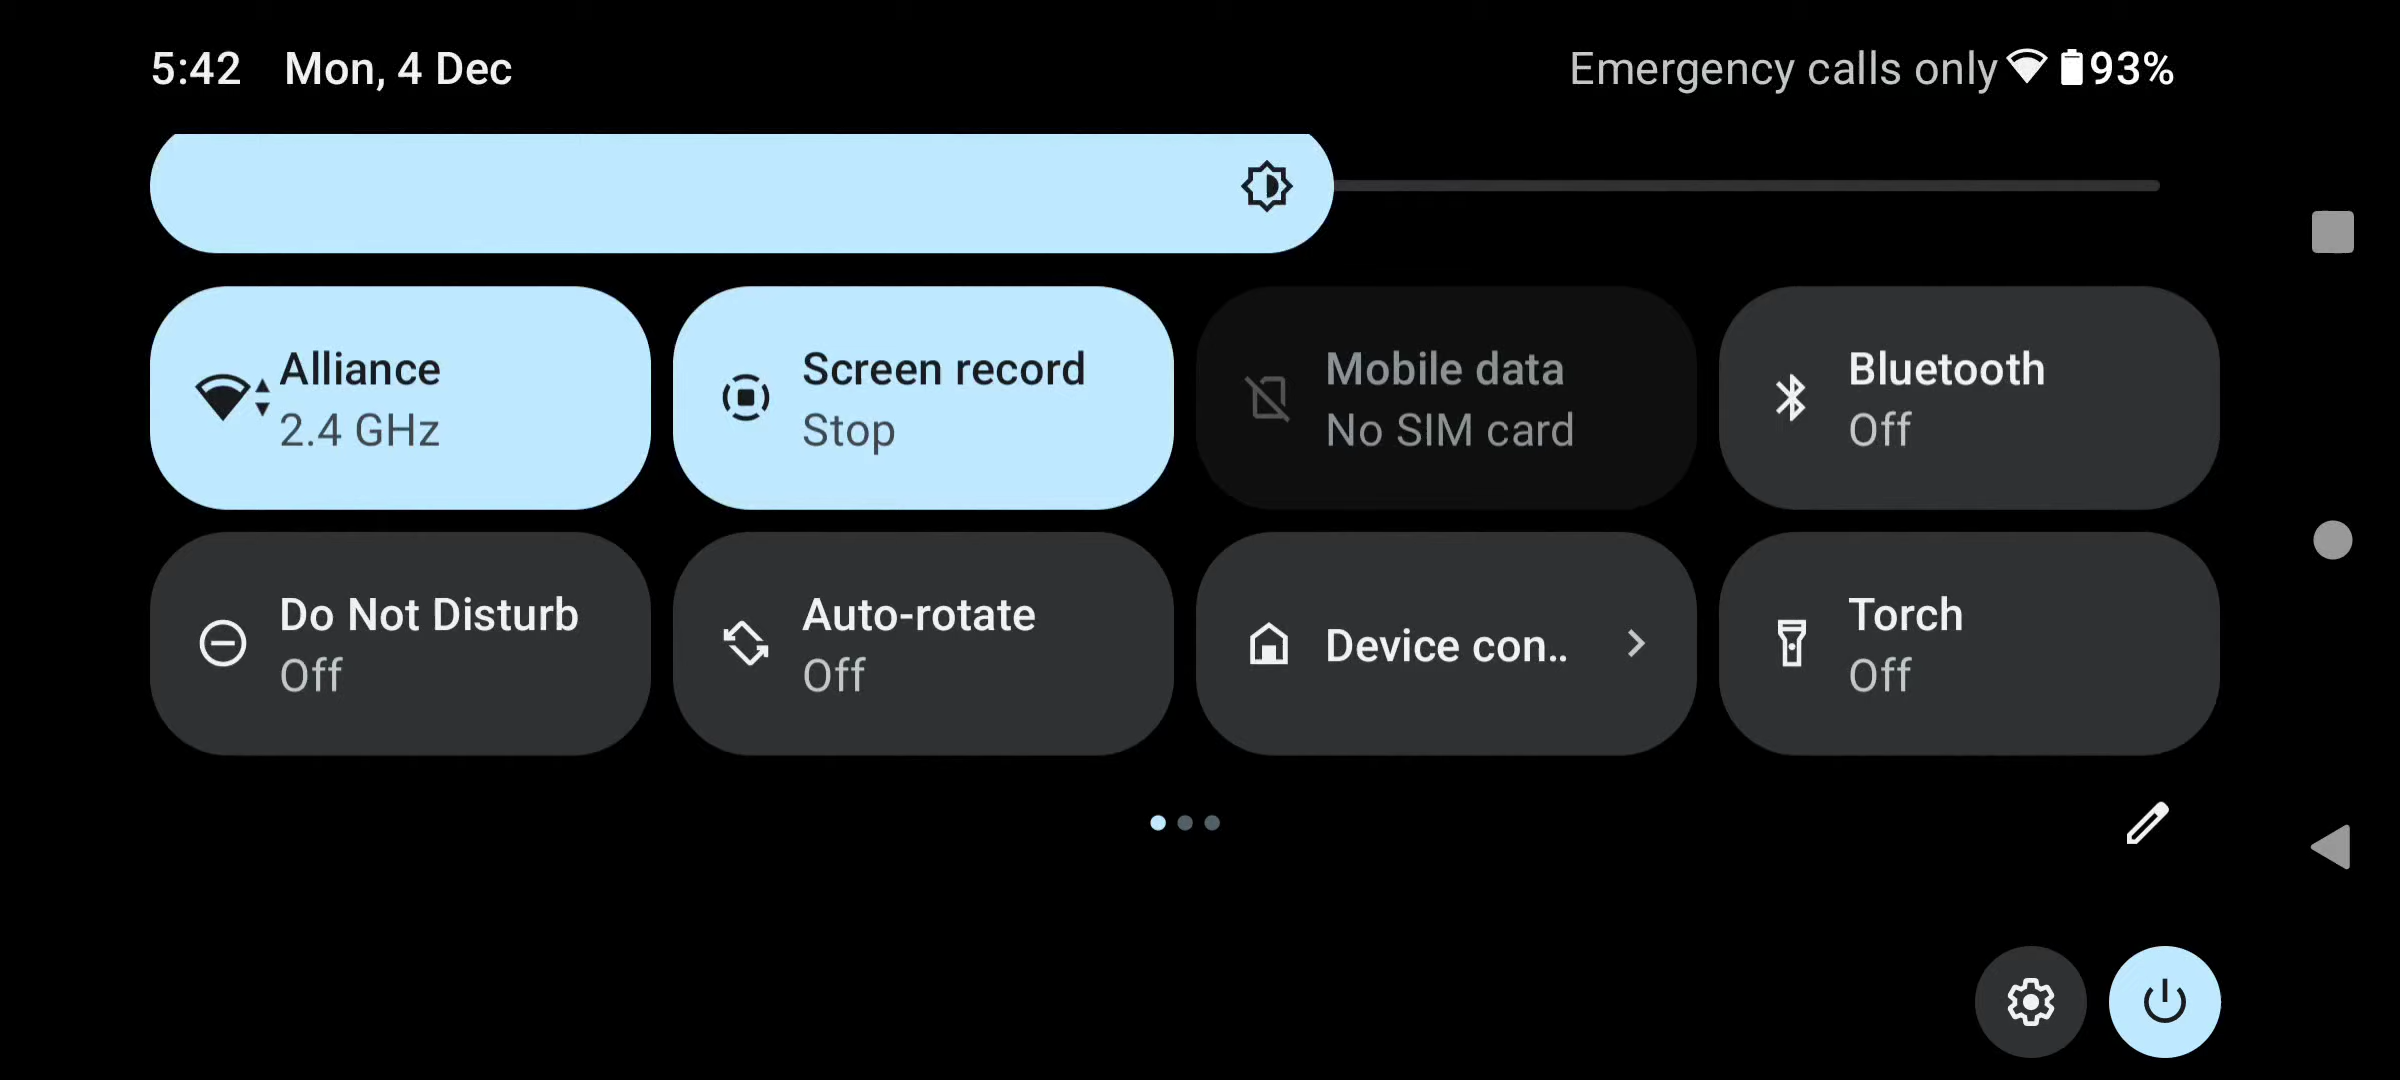 5:42 Mon, 4 Dec Emergency calls only 93%
Alliance
2.4 GHz
Screen record
Stop
Mobile data
No SIM card
Bluetooth
Off
Do Not Disturb
Off
Auto-rotate
Off
Device con..
Torch
Off